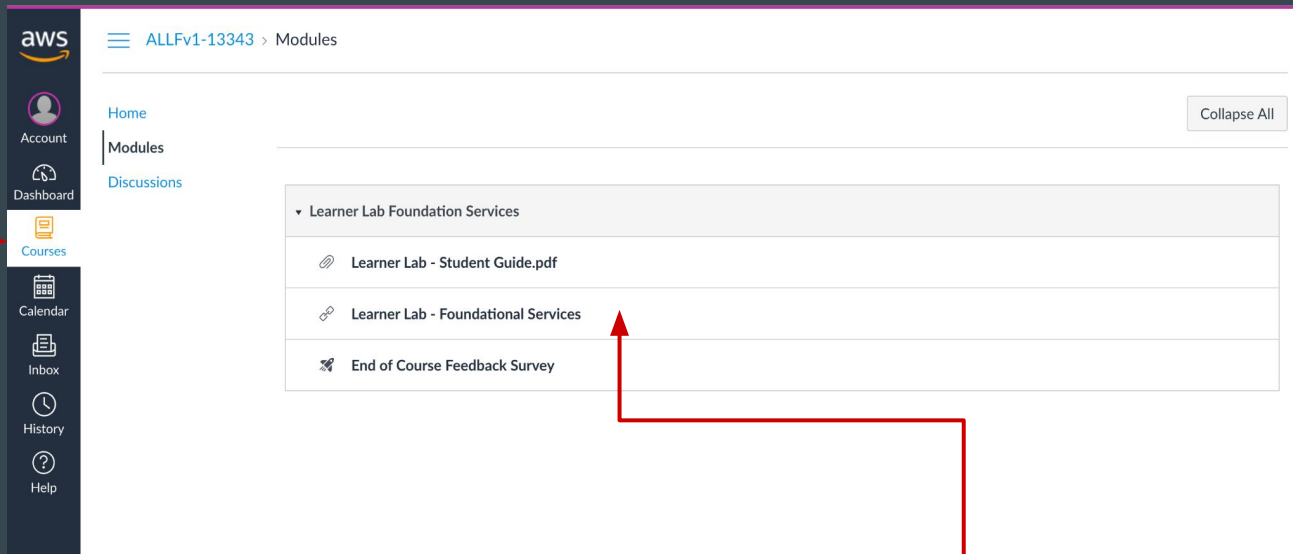 aws
ALLFv1-13343 > Modules
Account
Dashboard
Courses
Calendar
Inbox
History
Help
Home
Modules
Discussions
Collapse All
Learner Lab Foundation Services
Learner Lab - Student Guide.pdf
Learner Lab - Foundational Services
End of Course Feedback Survey